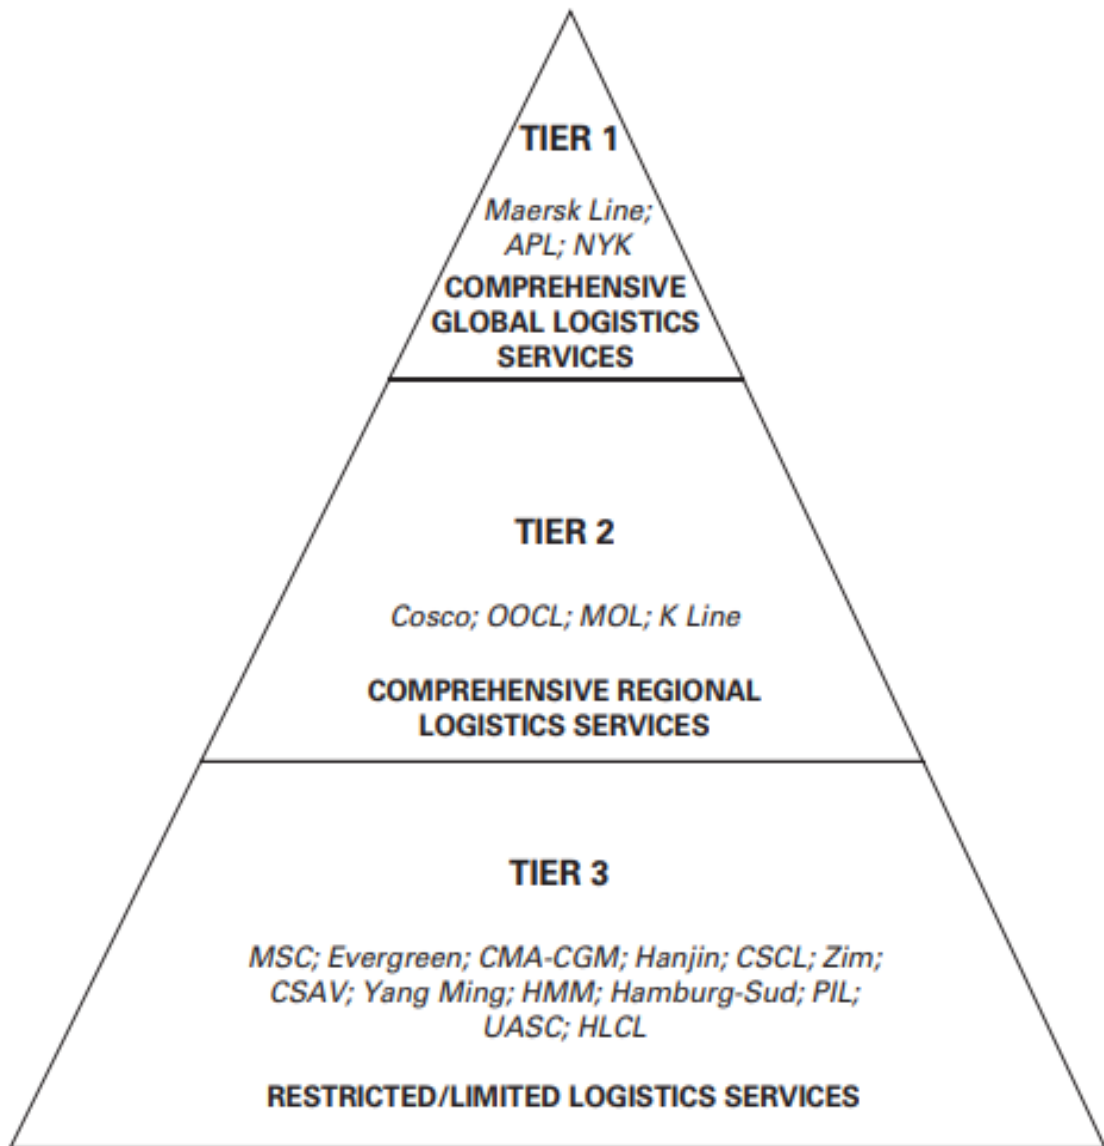 TIER 1
Maersk Line;
APL; NYK
COMPREHENSIVE
GLOBAL LOGISTICS
SERVICES
TIER 2
Cosco; OOCL; MOL; K Line
COMPREHENSIVE REGIONAL
LOGISTICS SERVICES
TIER 3
MSC; Evergreen; CMA-CGM; Hanjin; CSCL; Zim;
CSAV; Yang Ming; HMM; Hamburg-Sud; PIL;
UASC; HLCL
RESTRICTED/LIMITED LOGISTICS SERVICES